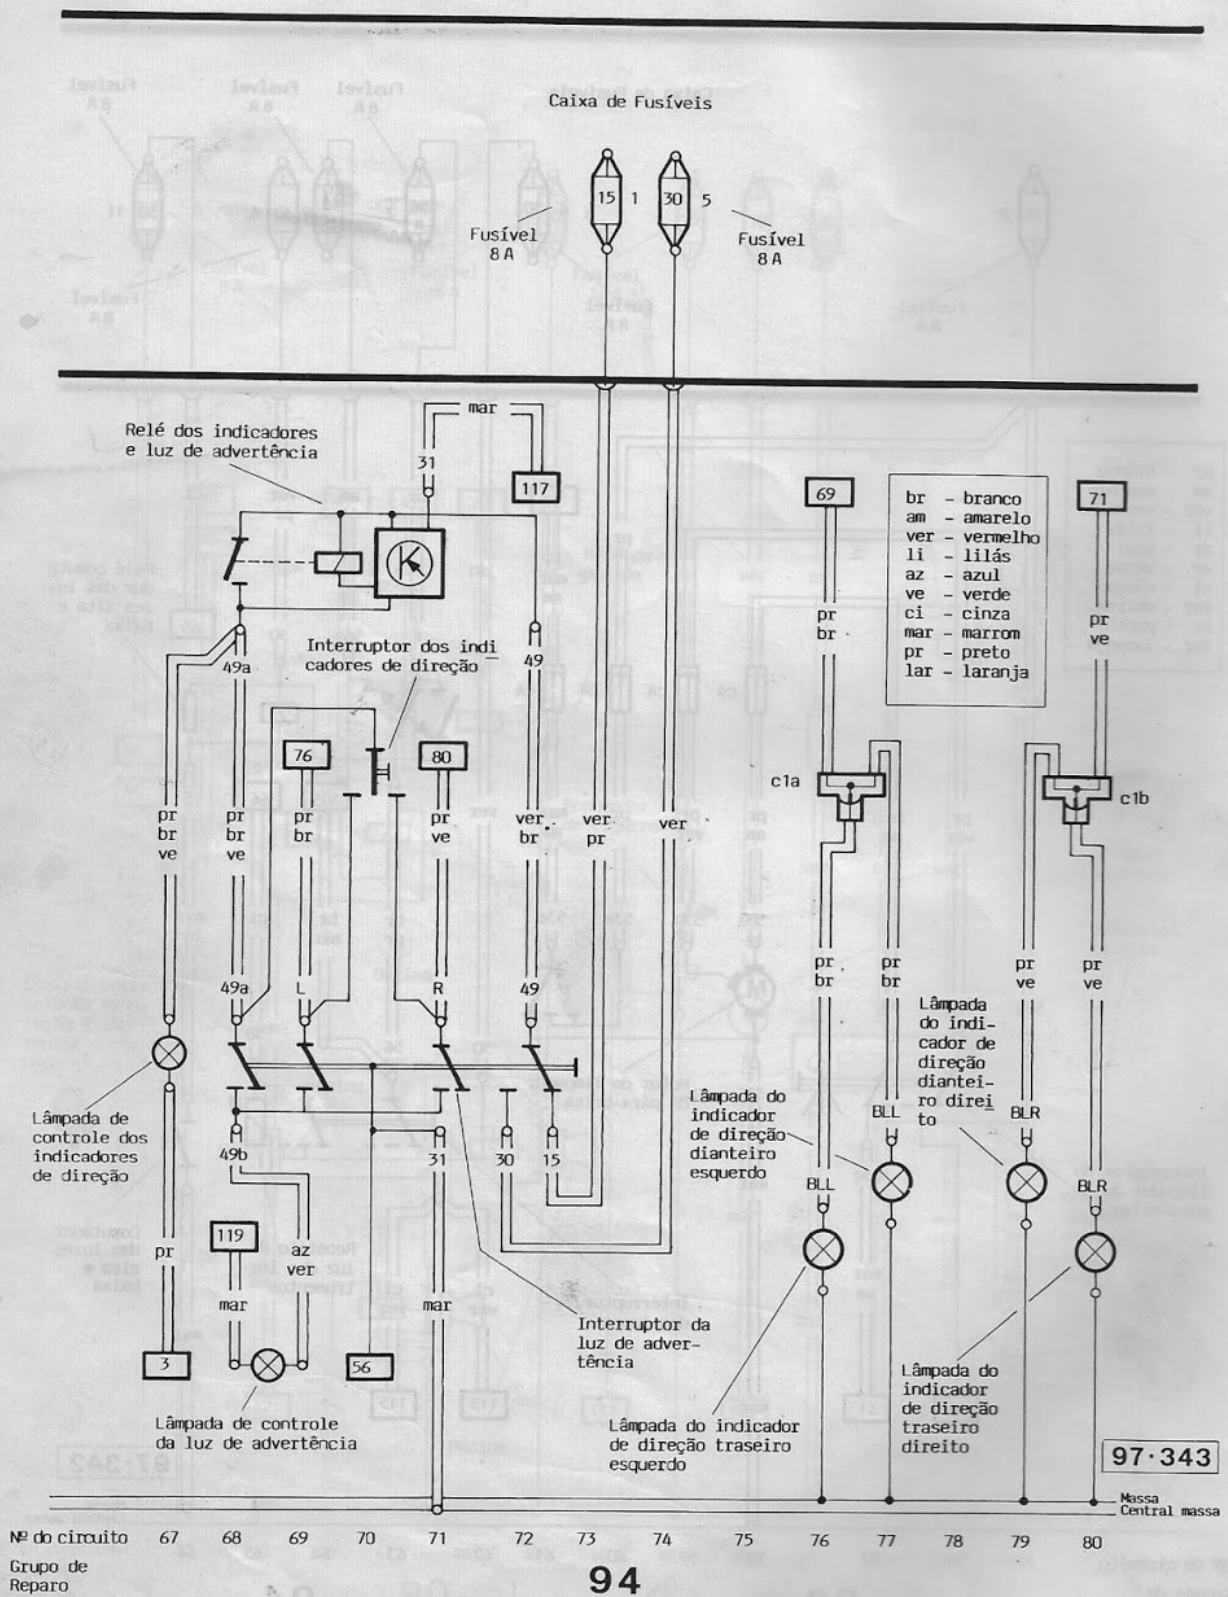 Caixa de Fusíveis
15 1
30 5
Fusível
8 A
Fusível
8 A
Relé dos indicadores
e luz de advertência
mar
31
117
69
71
br - branco
am - amarelo
ver - vermelho
li - lilás
az - azul
ve - verde
ci - cinza
mar - marrom
pr - preto
lar - laranja
pr
br
pr
ve
49a
Interruptor dos indi
cadores de direção
49
76
80
c1a
c1b
pr
br
ve
pr
br
ve
pr
br
pr
ve
ver
br
ver
pr
ver
pr
br
pr
br
pr
ve
pr
ve
49a
L
R
49
Lâmpada
do indi-
cador de
direção
diantei-
ro direi
to
Lâmpada do
indicador
de direção
dianteiro
esquerdo
BLL
BLR
BLL
BLR
Lâmpada de
controle dos
indicadores
de direção
49b
31
30
15
119
pr
az
ver
mar
mar
3
56
Interruptor da
luz de adver-
tência
Lâmpada de controle
da luz de advertência
Lâmpada do indicador
de direção traseiro
esquerdo
Lâmpada do
indicador
de direção
traseiro
direito
97·343
Massa
Central massa
Nº do circuito 67 68 69 70 71 72 73 74 75 76 77 78 79 80
Grupo de
Reparo
94